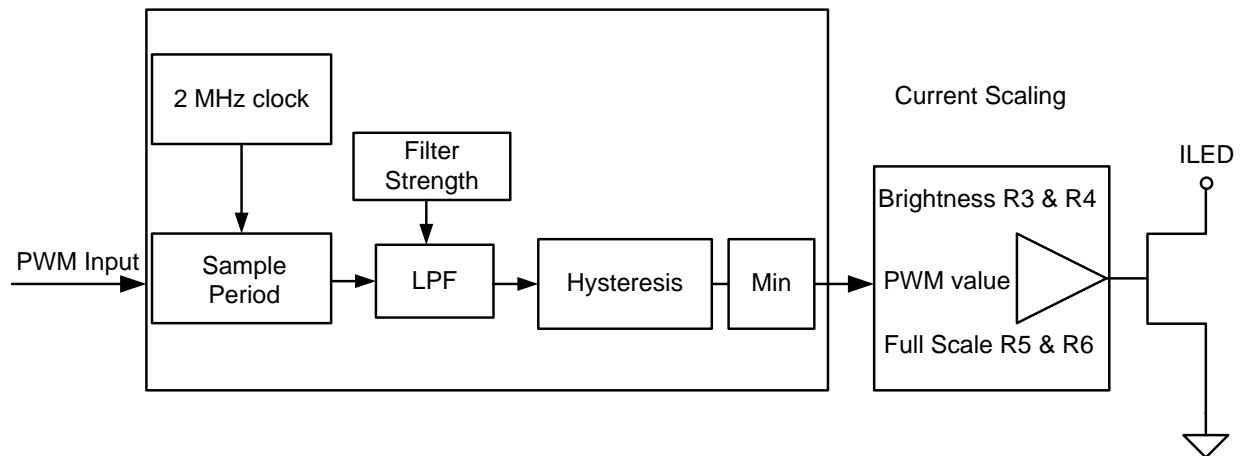 2 MHz clock
Filter
Strength
PWM Input
Sample
Period
LPF
Hysteresis
Min
Current Scaling
Brightness R3 & R4
PWM value
Full Scale R5 & R6
ILED